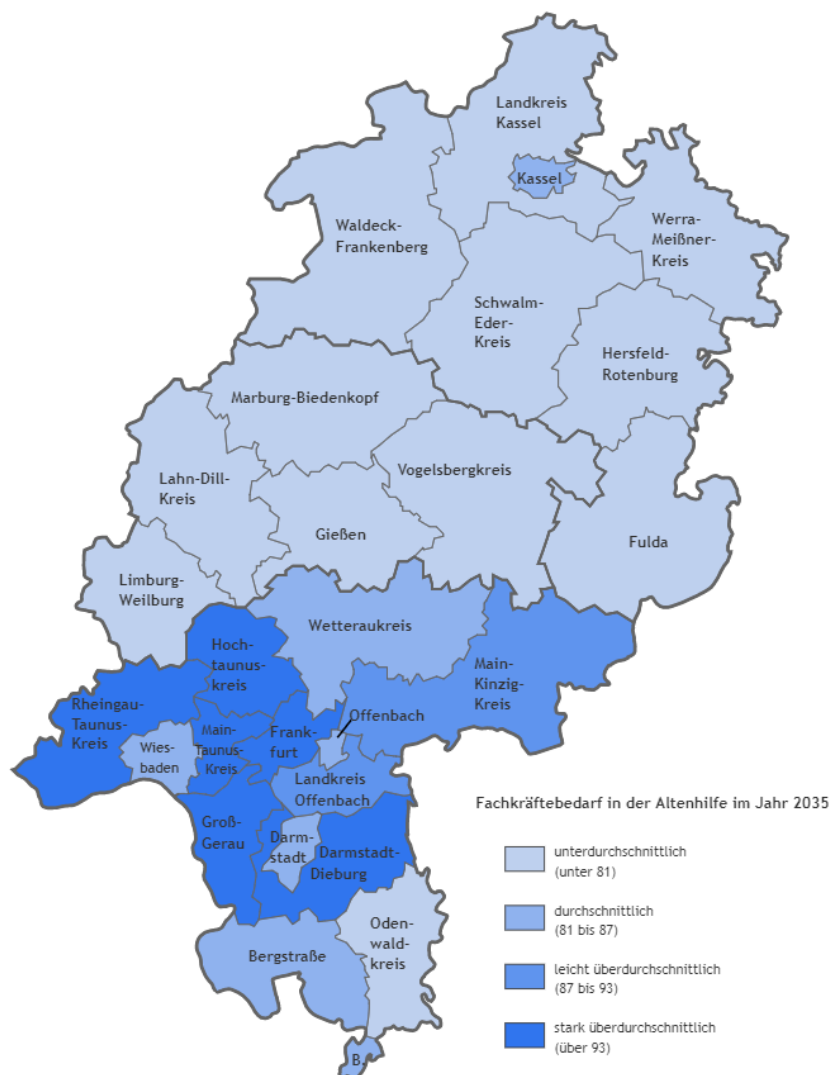 Landkreis
Kassel
Kassel
Werra-
Meißner-
Kreis
Waldeck-
Frankenberg
Schwalm-
Eder-
Kreis
Hersfeld-
Rotenburg
Marburg-Biedenkopf
Vogelsbergkreis
Lahn-Dill-
Kreis
Gießen
Fulda
Limburg-
Weilburg
Wetteraukreis
Hoch-
taunus-
kreis
Main-
Kinzig-
Kreis
Rheingau-
Taunus-
Kreis
Offenbach
Main-
Taunus-
Kreis
Frank-
furt
Wies-
baden
Landkreis
Offenbach
Groß-
Gerau
Darm-
stadt
Darmstadt-
Dieburg
Oden-
wald-
kreis
Bergstraße
B.
Fachkräftebedarf in der Altenhilfe im Jahr 2035
unterdurchschnittlich
(unter 81)
durchschnittlich
(81 bis 87)
leicht überdurchschnittlich
(87 bis 93)
stark überdurchschnittlich
(über 93)